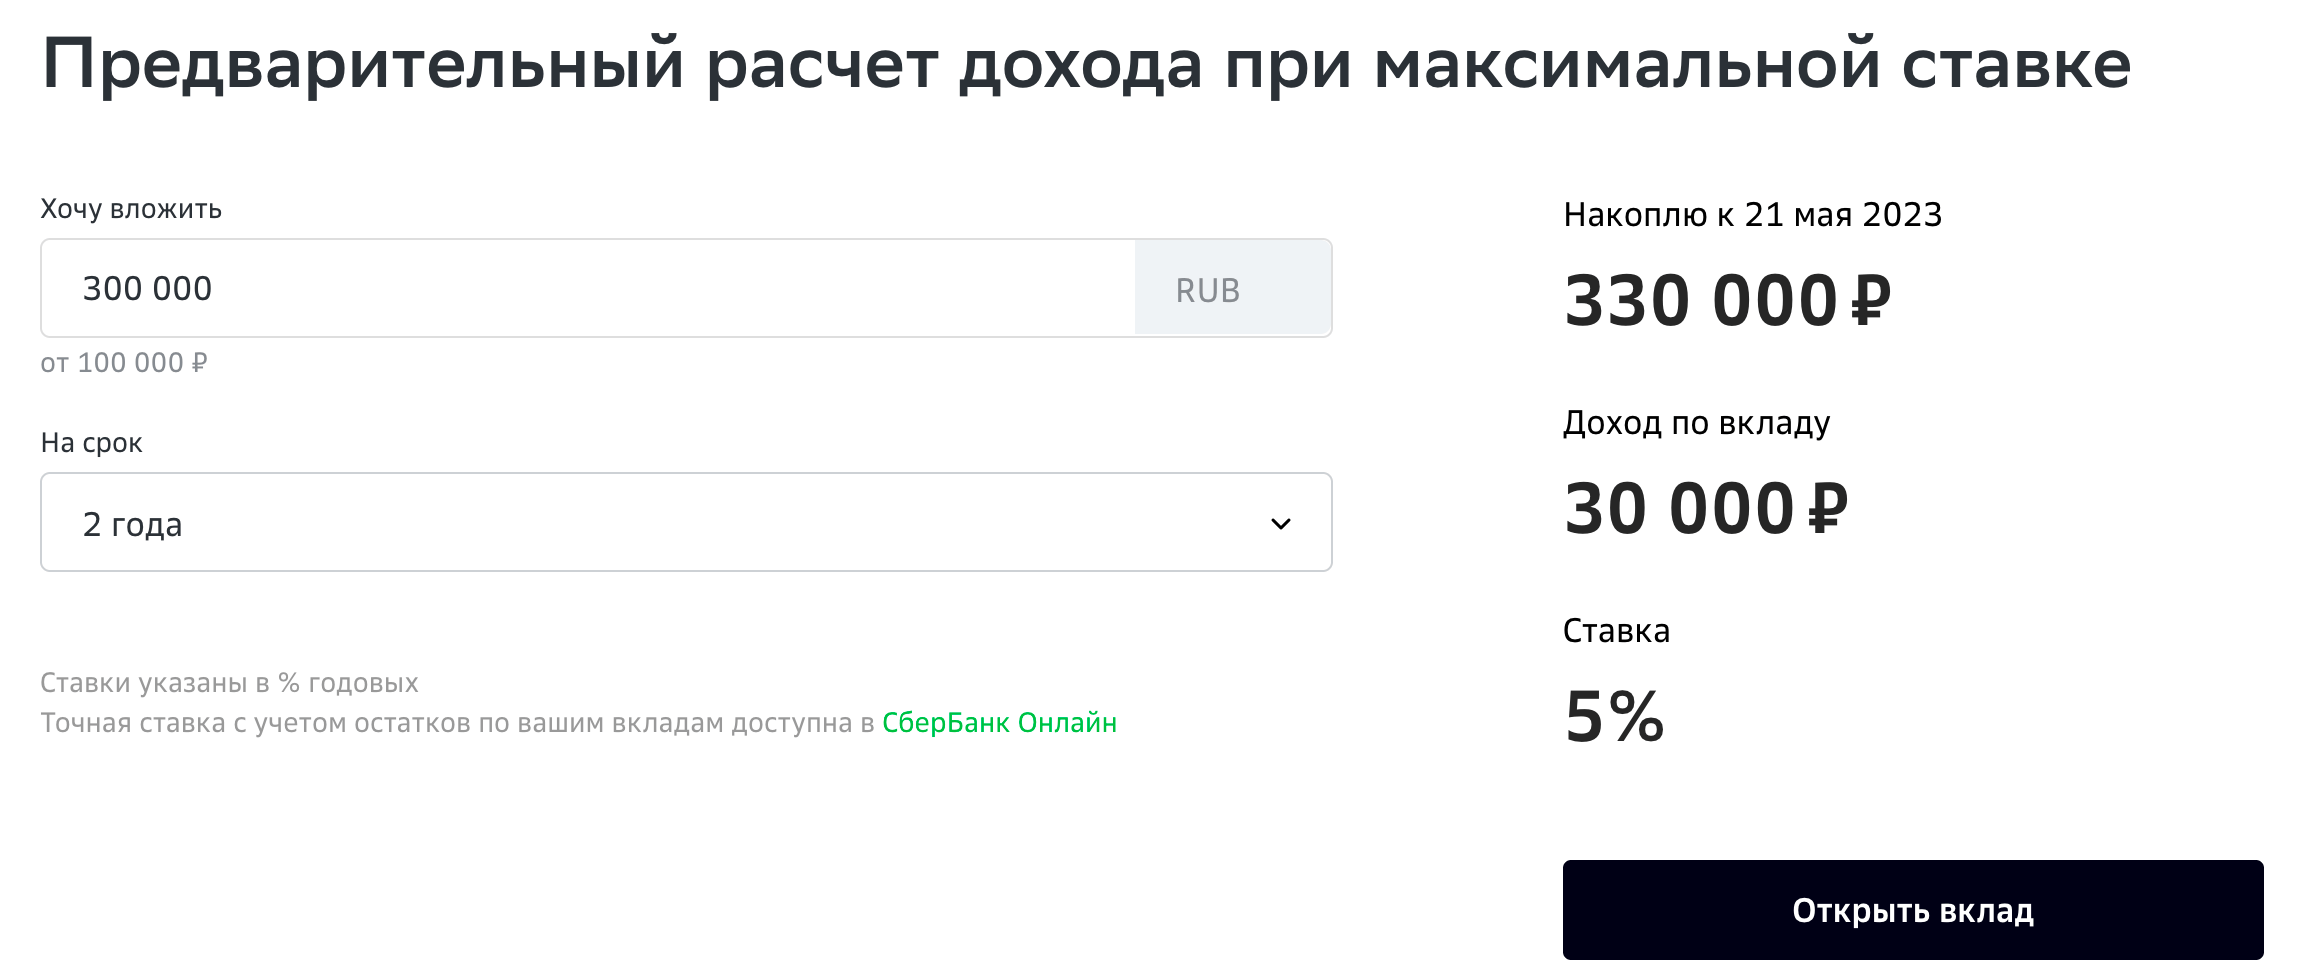 Предварительный расчет дохода при максимальной ставке
Хочу вложить
300 000
RUB
от 100 000 ₽
На срок
2 года
Ставки указаны в % годовых
Точная ставка с учетом остатков по вашим вкладам доступна в СберБанк Онлайн
Накоплю к 21 мая 2023
330 000 ₽
Доход по вкладу
30 000 ₽
Ставка
5%
Открыть вклад